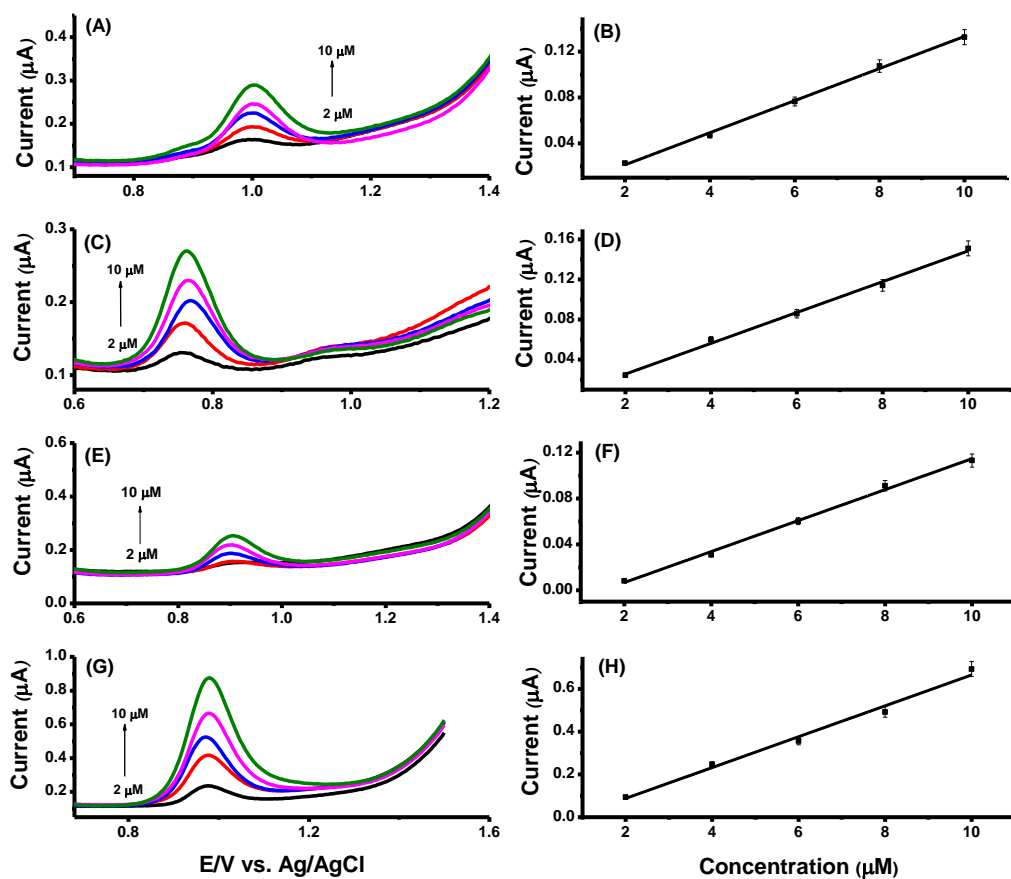 (A)
Current (μA)
0.4
0.3
0.2
0.1
10 μM
2 μM
0.8 1.0 1.2 1.4
(B)
Current (μA)
0.12
0.08
0.04
2 4 6 8 10
(C)
Current (μA)
0.3
0.2
0.1
10 μM
2 μM
0.6 0.8 1.0 1.2
(D)
Current (μA)
0.16
0.12
0.08
0.04
2 4 6 8 10
(E)
Current (μA)
0.6
0.4
0.2
0.0
10 μM
2 μM
0.6 0.8 1.0 1.2 1.4
(F)
Current (μA)
0.12
0.08
0.04
0.00
2 4 6 8 10
(G)
Current (μA)
1.0
0.8
0.6
0.4
0.2
10 μM
2 μM
0.8 1.2 1.6
E/V vs. Ag/AgCl
(H)
Current (μA)
0.6
0.4
0.2
0.0
2 4 6 8 10
Concentration (μM)